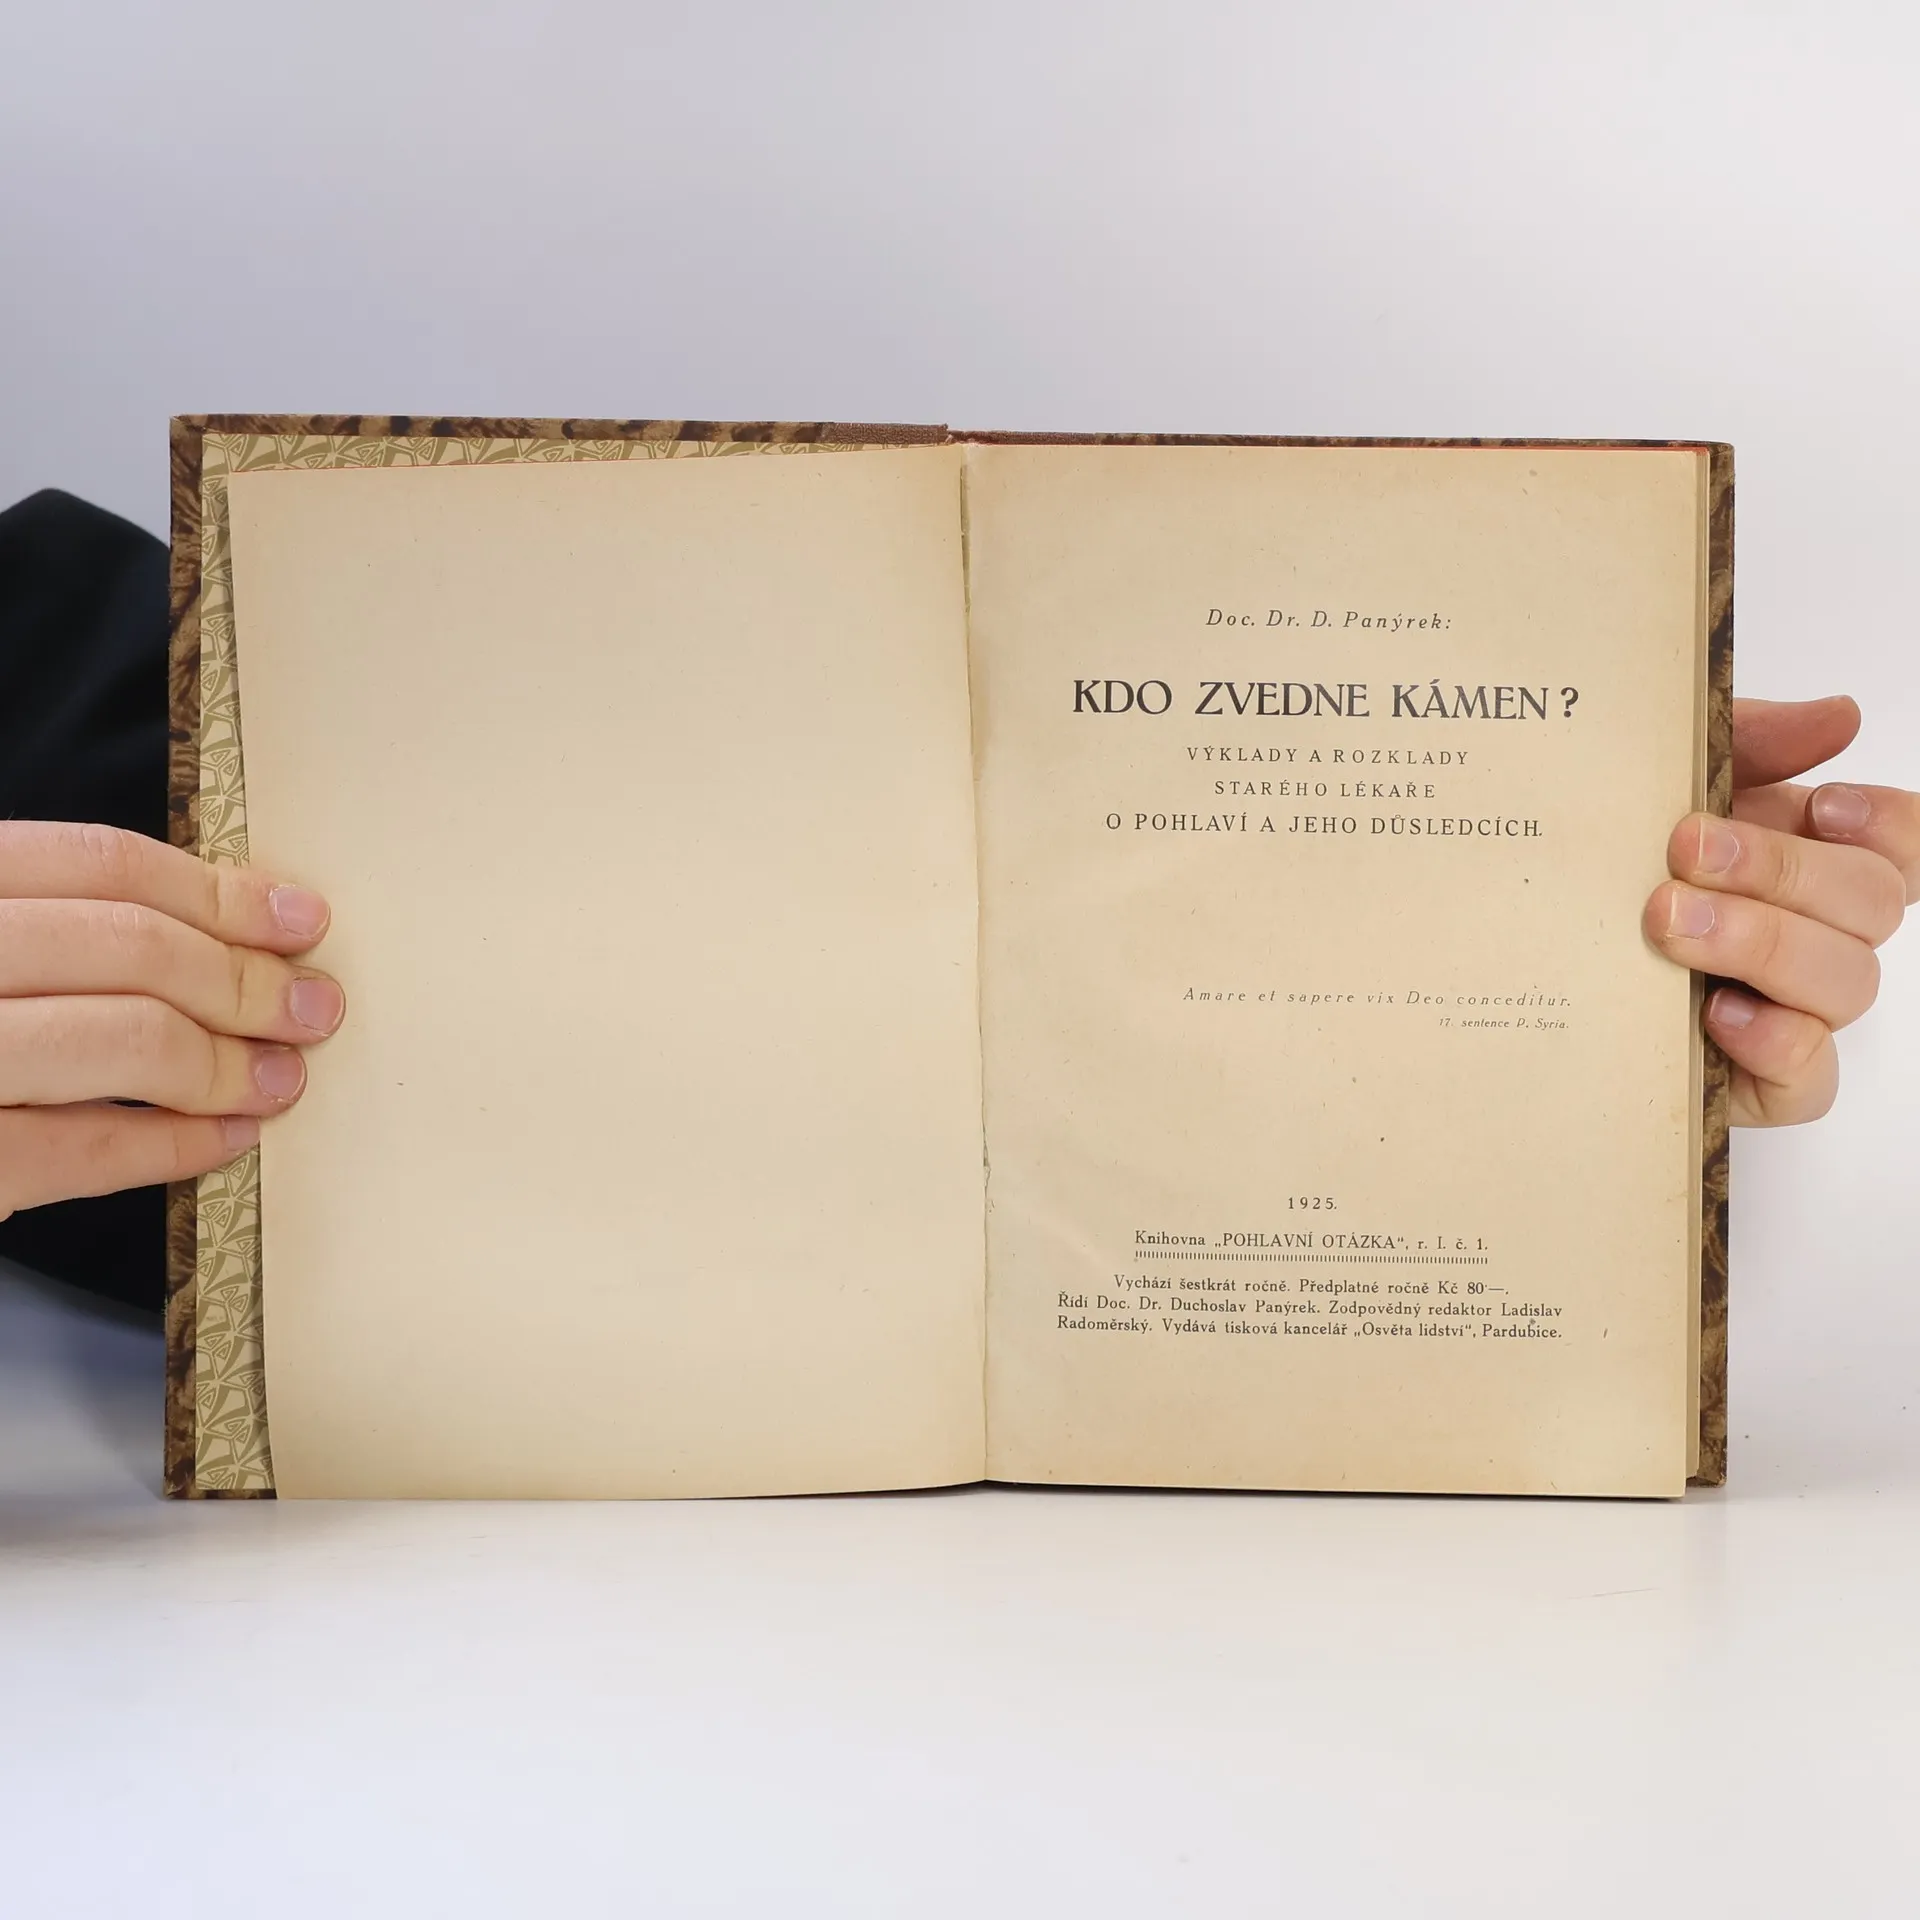 Doc. Dr. D. Panýrek:
KDO ZVEDNE KÁMEN?
VÝKLADY A ROZKLADY
STARÉHO LÉKAŘE
O POHLAVÍ A JEHO DŮSLEDCÍCH.
Amare et sapere vix Deo conceditur.
17. sentence P. Syria.
1925.
Knihovna „POHLAVNÍ OTÁZKA“, r. I. č. 1.
Vychází šestkrát ročně. Předplatné ročně Kč 80·—.
Řídí Doc. Dr. Duchoslav Panýrek. Zodpovědný redaktor Ladislav
Radoměrský. Vydává tisková kancelář „Osvěta lidství“, Pardubice.